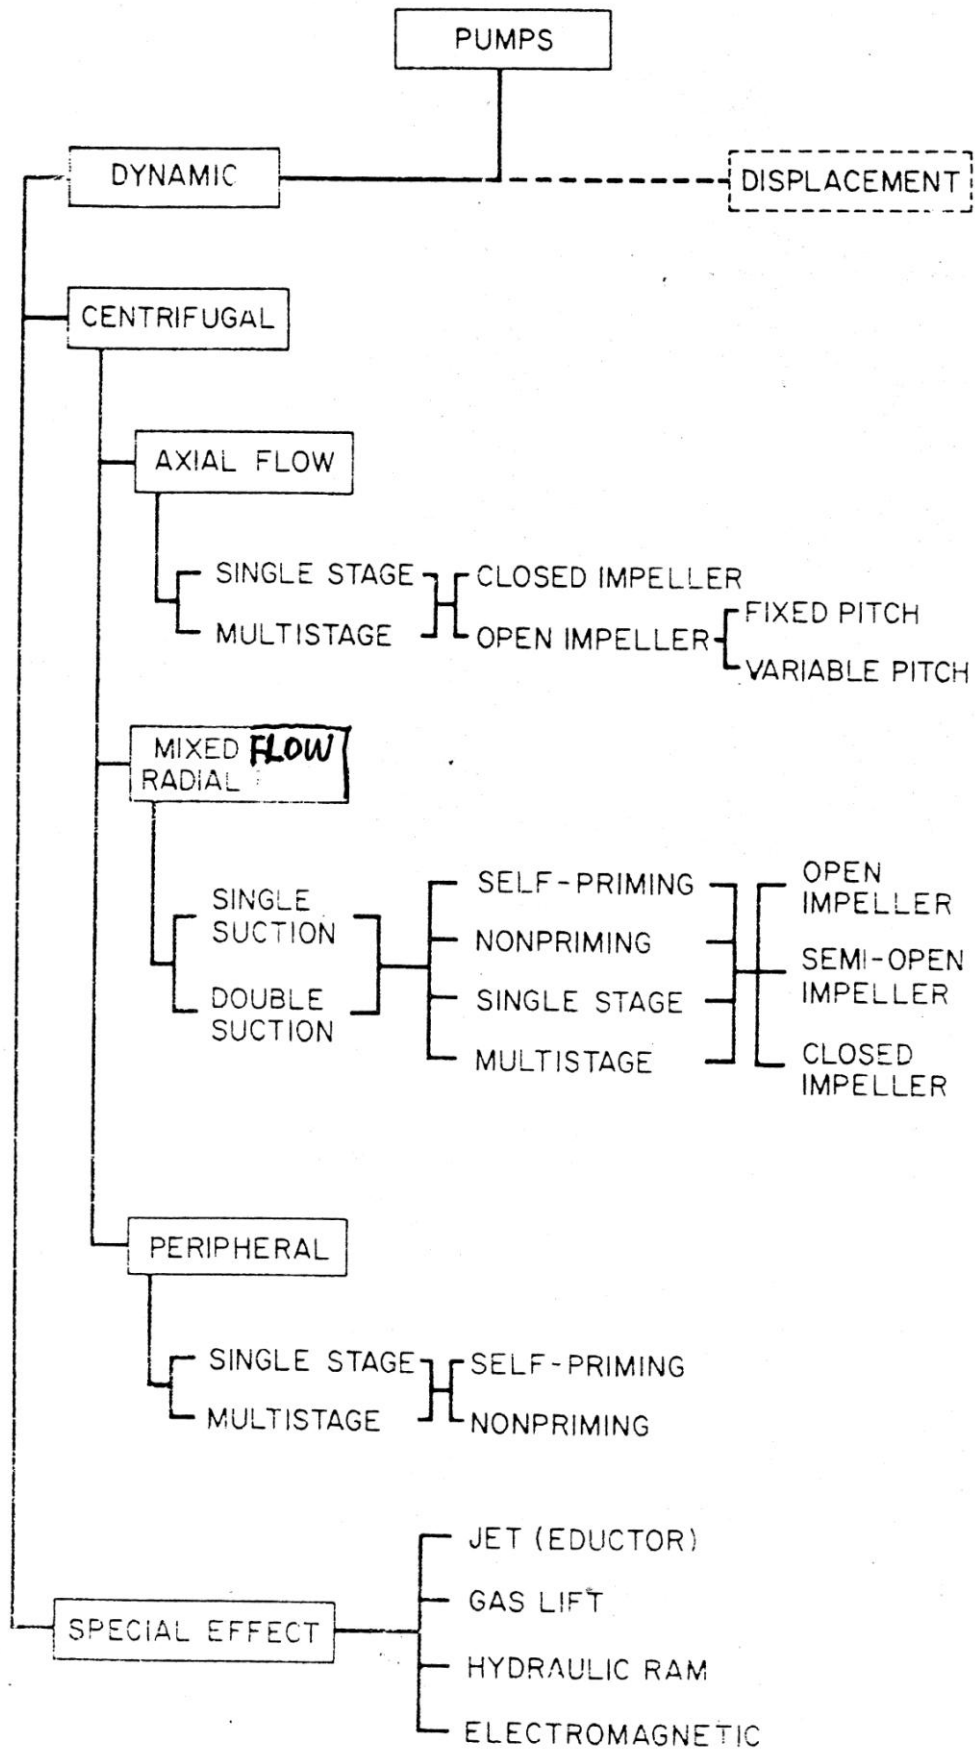 PUMPS
DYNAMIC
DISPLACEMENT
CENTRIFUGAL
AXIAL FLOW
SINGLE STAGE
CLOSED IMPELLER
MULTISTAGE
OPEN IMPELLER
FIXED PITCH
VARIABLE PITCH
MIXED FLOW
RADIAL
SINGLE
SUCTION
DOUBLE
SUCTION
SELF-PRIMING
NONPRIMING
SINGLE STAGE
MULTISTAGE
OPEN
IMPELLER
SEMI-OPEN
IMPELLER
CLOSED
IMPELLER
PERIPHERAL
SINGLE STAGE
SELF-PRIMING
MULTISTAGE
NONPRIMING
SPECIAL EFFECT
JET (EDUCTOR)
GAS LIFT
HYDRAULIC RAM
ELECTROMAGNETIC